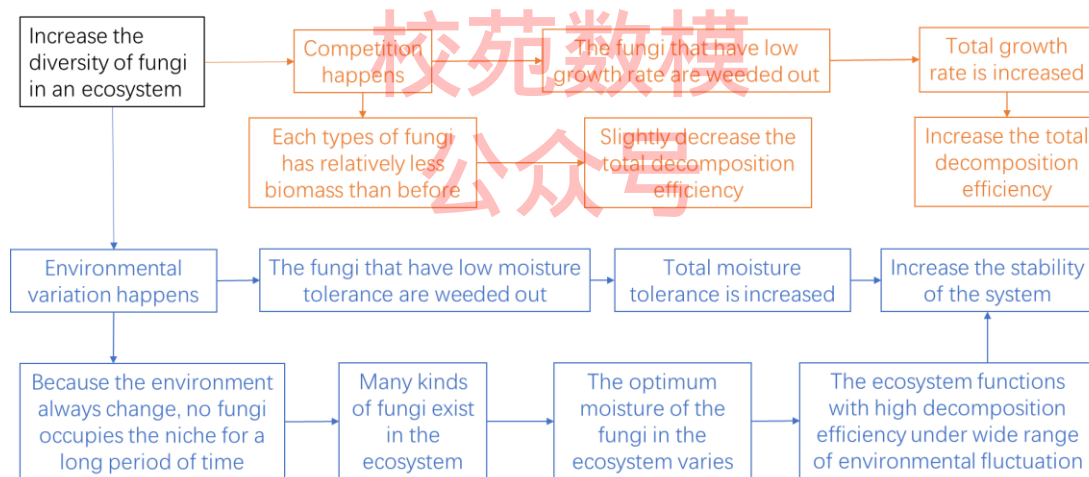 Increase the
diversity of fungi
in an ecosystem
Competition
happens
The fungi that have low
growth rate are weeded out
Total growth
rate is increased
Each types of fungi
has relatively less
biomass than before
Slightly decrease the
total decomposition
efficiency
Increase the total
decomposition
efficiency
校苑数模
公众号
Environmental
variation happens
The fungi that have low moisture
tolerance are weeded out
Total moisture
tolerance is increased
Increase the stability
of the system
Because the environment
always change, no fungi
occupies the niche for a
long period of time
Many kinds
of fungi exist
in the
ecosystem
The optimum
moisture of the
fungi in the
ecosystem varies
The ecosystem functions
with high decomposition
efficiency under wide range
of environmental fluctuation